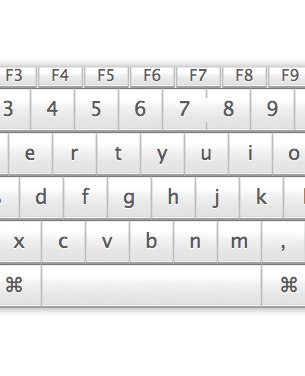 F3 F4 F5 F6 F7 F8 F9
3 4 5 6 7 8 9
e r t y u i o
d f g h j k
x c v b n m ,
⌘ ⌘